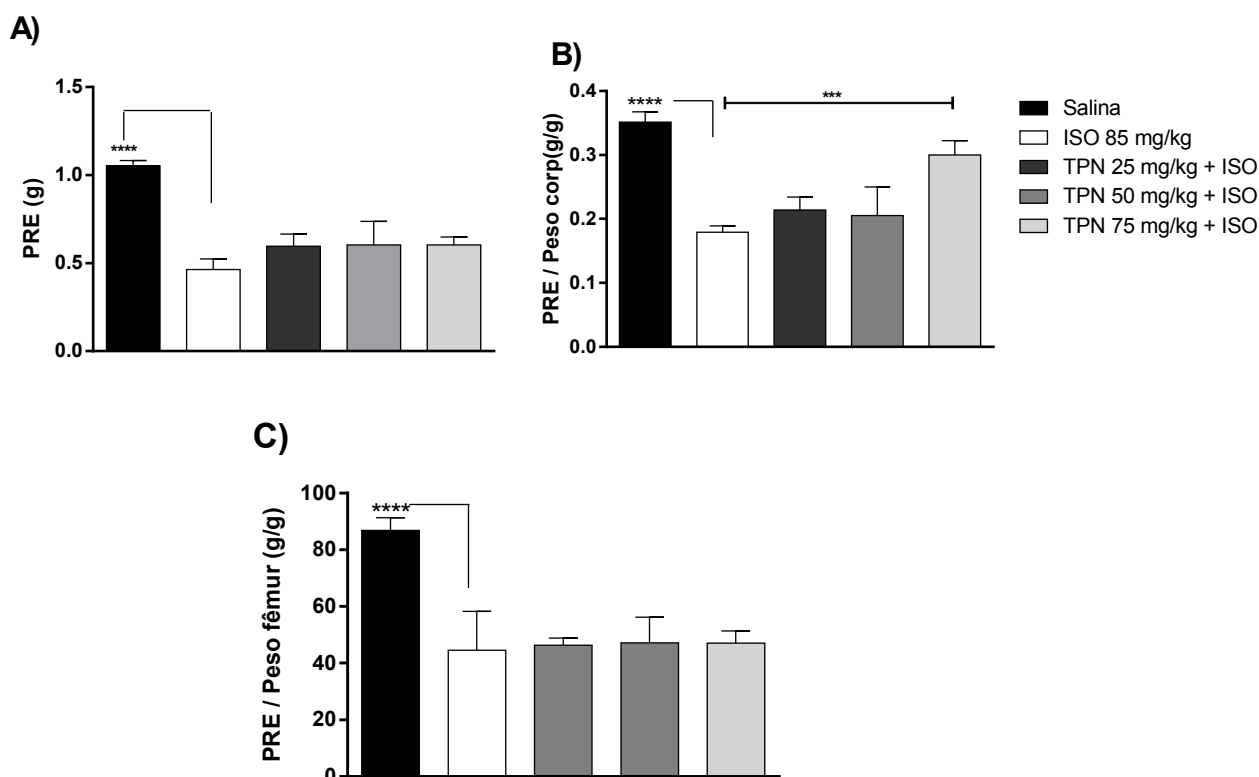 A)
PRE (g)
1.5
1.0
0.5
0.0
****
B)
PRE / Peso corp(g/g)
0.4
0.3
0.2
0.1
0.0
****
***
Salina
ISO 85 mg/kg
TPN 25 mg/kg + ISO
TPN 50 mg/kg + ISO
TPN 75 mg/kg + ISO
C)
PRE / Peso fêmur (g/g)
100
80
60
40
20
0
****